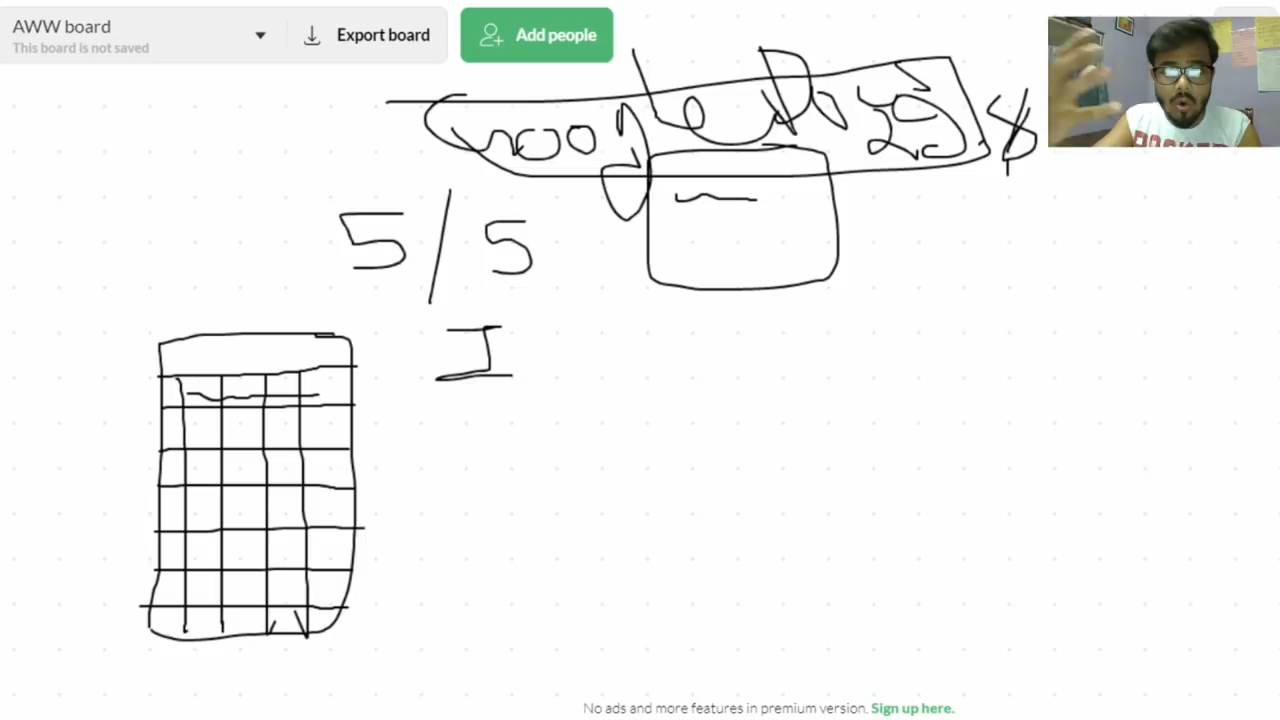 AWW board
This board is not saved
Export board
Add people
Google
$
5/5
I
No ads and more features in premium version. Sign up here.